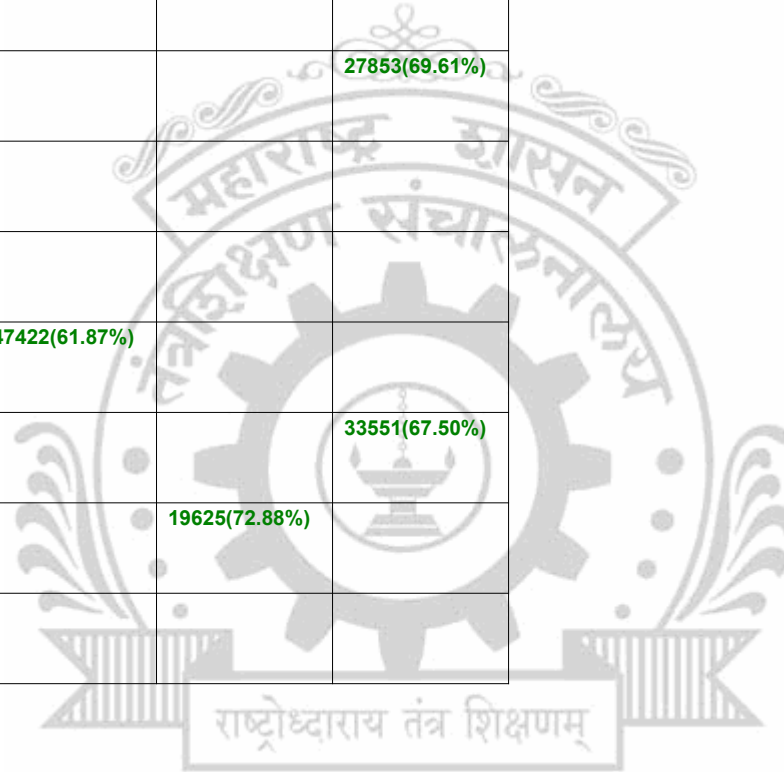 महाराष्ट्र शासन
तंत्रशिक्षण संचालनालय
27853(69.61%)
47422(61.87%)
33551(67.50%)
19625(72.88%)
राष्ट्रोध्दाराय तंत्र शिक्षणम्